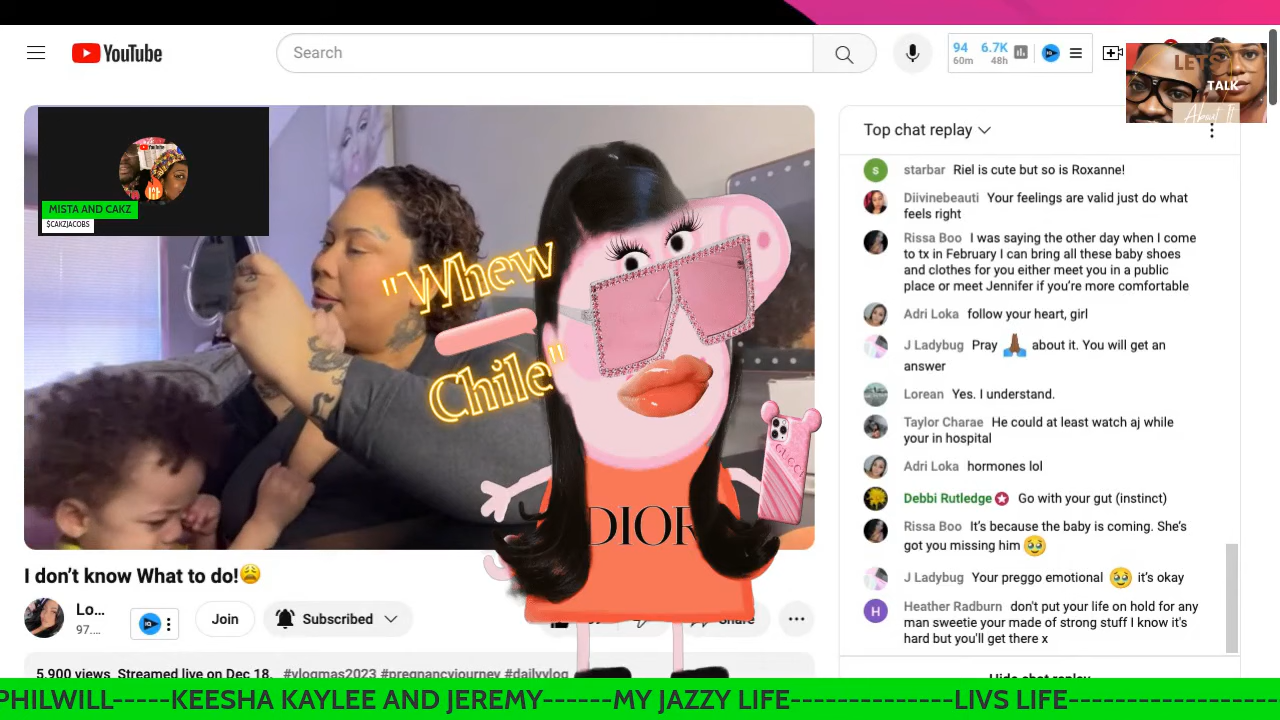 YouTube
Search
94 6.7K
60m 48h
LETS
TALK
About It
MISTA AND CAKZ
$CAKZJACOBS
"Whew
Chile"
GUCCI
DIOR
Top chat replay
starbar Riel is cute but so is Roxanne!
Diivinebeauti Your feelings are valid just do what
feels right
Rissa Boo I was saying the other day when I come
to tx in February I can bring all these baby shoes
and clothes for you either meet you in a public
place or meet Jennifer if you're more comfortable
Adri Loka follow your heart, girl
J Ladybug Pray 🙏🏾 about it. You will get an
answer
Lorean Yes. I understand.
Taylor Charae He could at least watch aj while
your in hospital
Adri Loka hormones lol
Debbi Rutledge Go with your gut (instinct)
Rissa Boo It's because the baby is coming. She's
got you missing him 🥹
J Ladybug Your preggo emotional 🥹 it's okay
Heather Radburn don't put your life on hold for any
man sweetie your made of strong stuff I know it's
hard but you'll get there x
Hide chat replay
I don't know What to do!😩
Lo...
97....
Join
Subscribed
Share
5,900 views Streamed live on Dec 18, #vlogmas2023 #pregnancyjourney #dailyvlog
PHILWILL-----KEESHA KAYLEE AND JEREMY------MY JAZZY LIFE--------------LIVS LIFE------------------